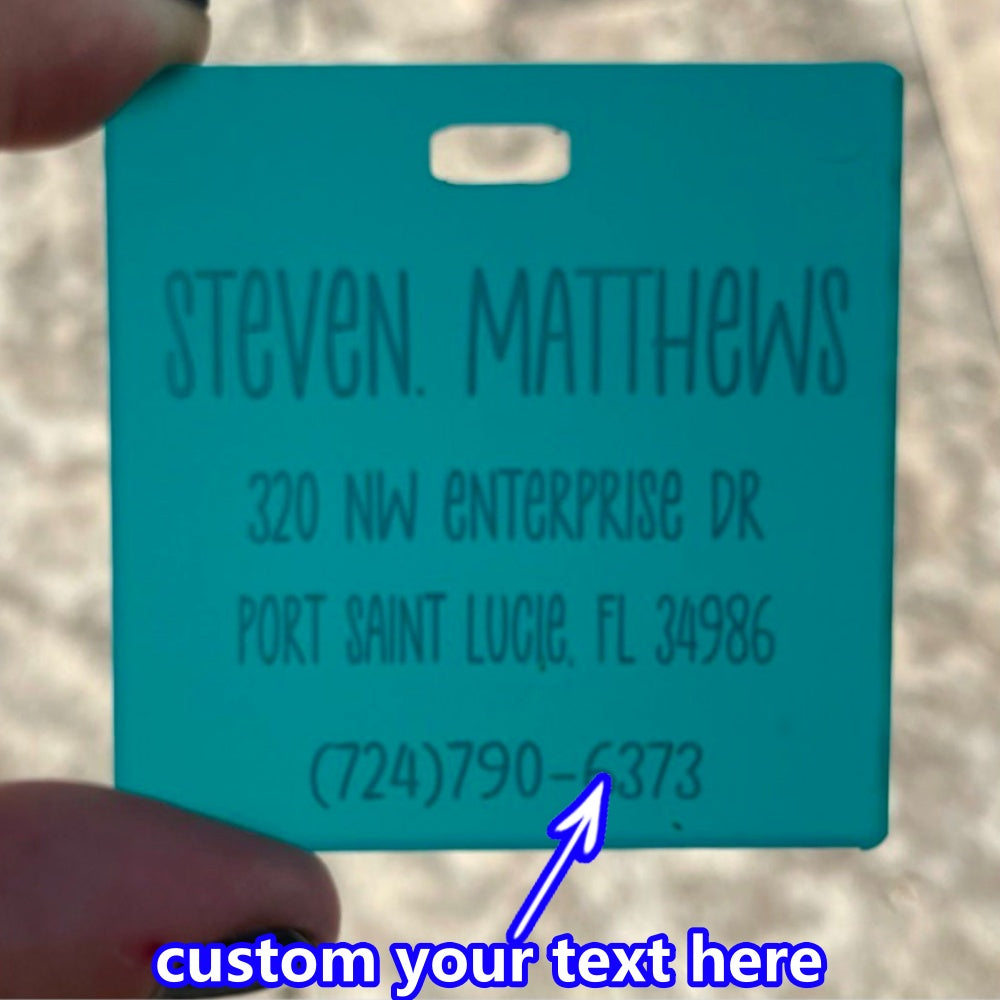 STeVeN. MATTHeWS
320 NW eNTeRPRISe DR
PORT SAINT LUCIe, FL 34986
(724)790-6373
custom your text here